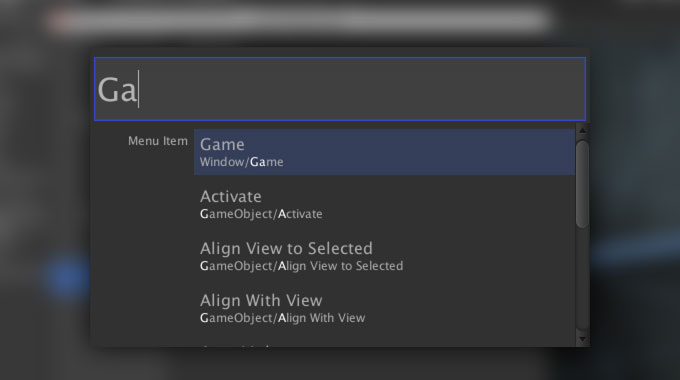 Ga
Menu Item
Game
Window/Game
Activate
GameObject/Activate
Align View to Selected
GameObject/Align View to Selected
Align With View
GameObject/Align With View